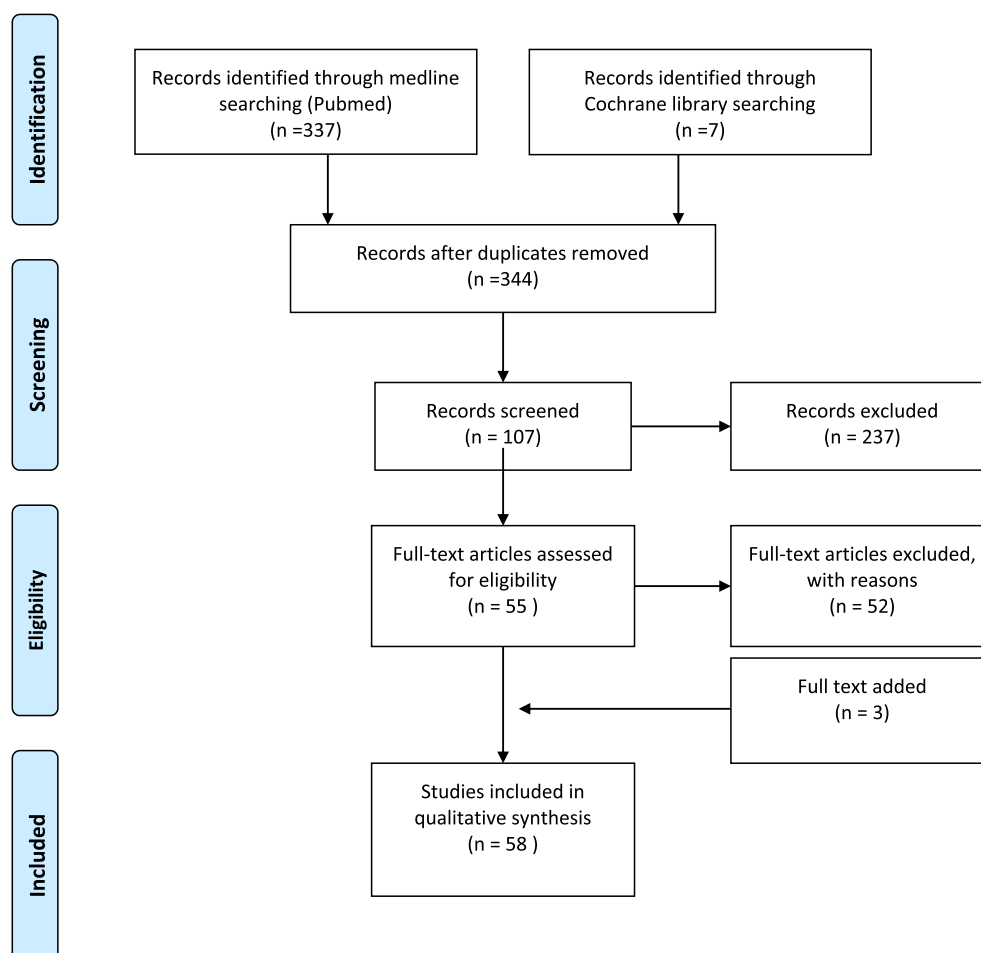 Identification
Records identified through medline
searching (Pubmed)
(n =337)
Records identified through
Cochrane library searching
(n =7)
Records after duplicates removed
(n =344)
Screening
Records screened
(n = 107)
Records excluded
(n = 237)
Eligibility
Full-text articles assessed
for eligibility
(n = 55 )
Full-text articles excluded,
with reasons
(n = 52)
Full text added
(n = 3)
Included
Studies included in
qualitative synthesis
(n = 58 )